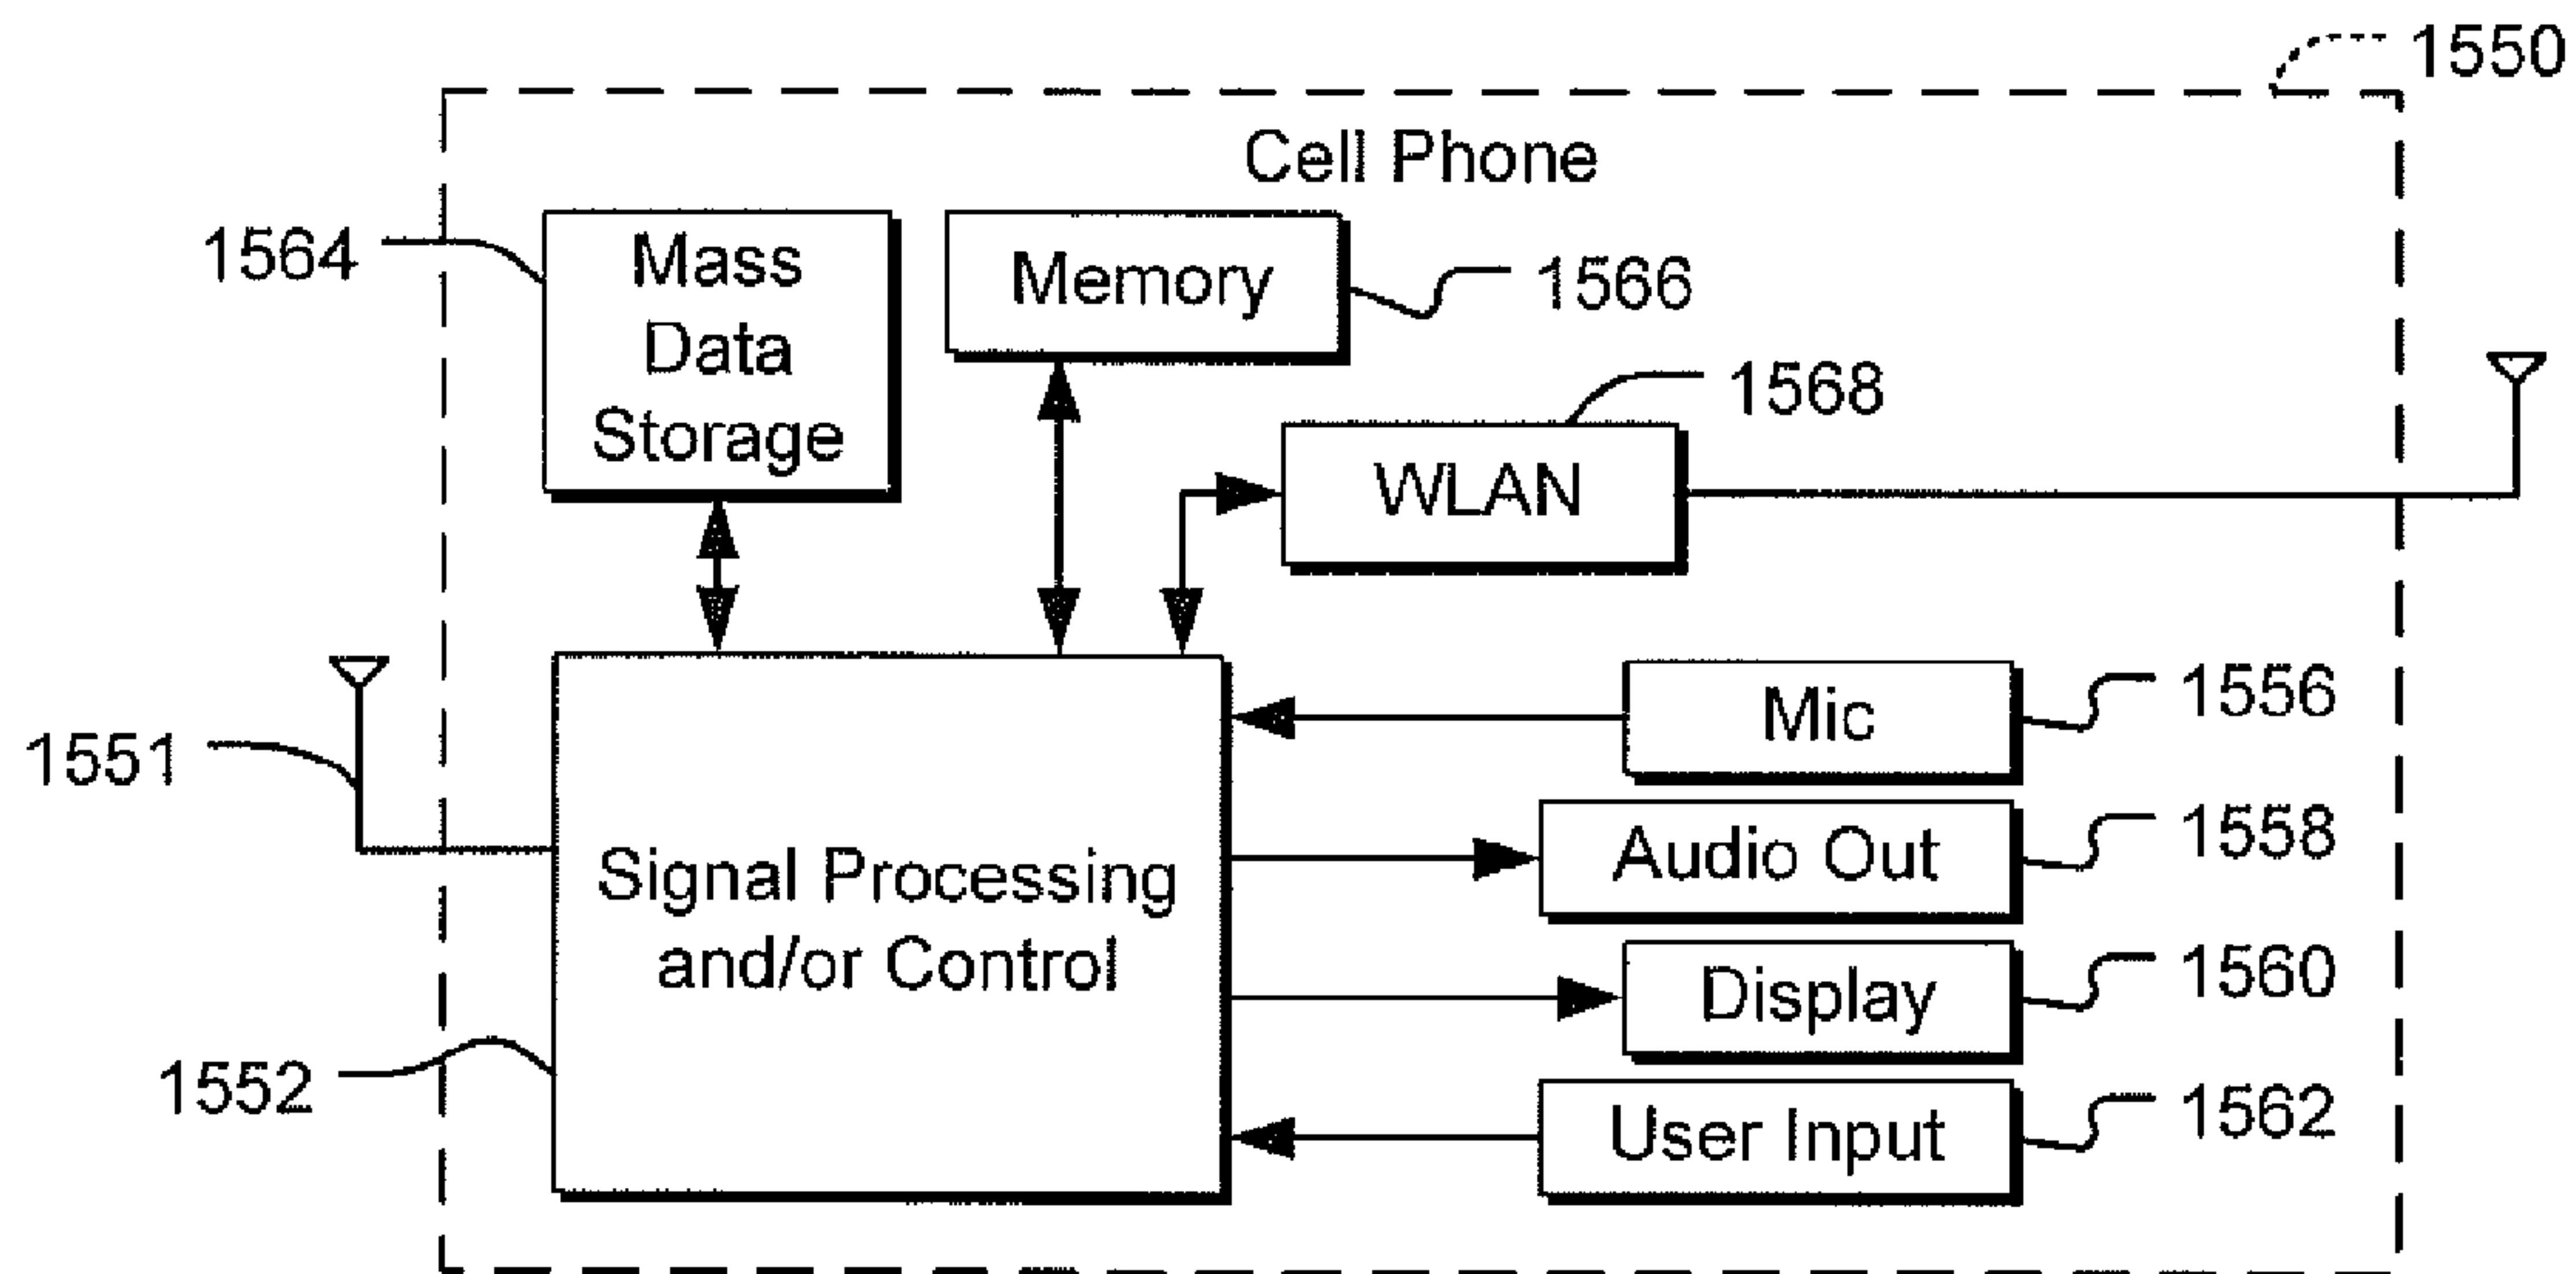 1550
Cell Phone
1564
Mass
Data
Storage
Memory
1566
1568
WLAN
1551
1552
Signal Processing
and/or Control
Mic
1556
Audio Out
1558
Display
1560
User Input
1562